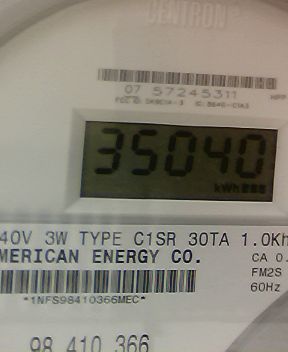 CENTRON
07 57245311
35040
kWh
40V 3W TYPE C1SR 30TA 1.0Kh
MERICAN ENERGY CO.
CA 0.
FM2S
60Hz
*1NFS98410366MEC*
98 410 366